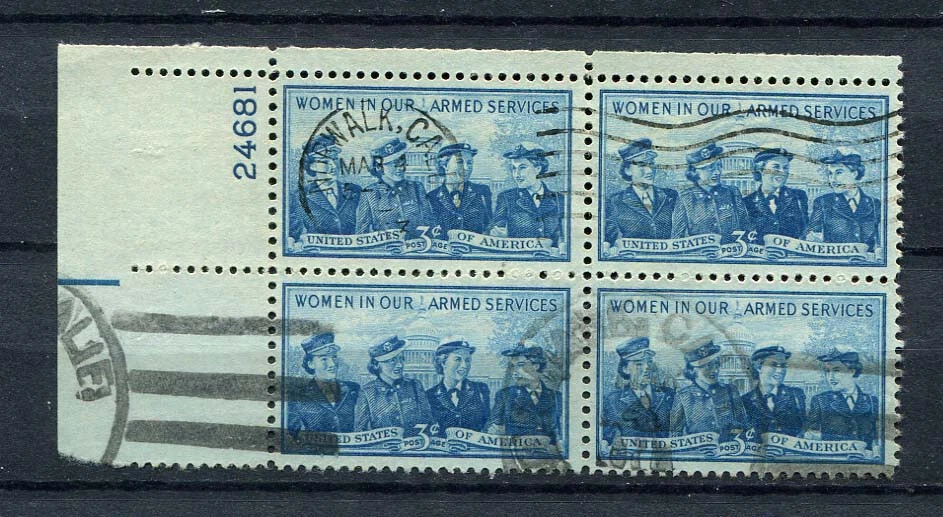 24681
WOMEN IN OUR ARMED SERVICES
UNITED STATES 3¢ OF AMERICA
POSTAGE
NORWALK, CA
MAR 4
WOMEN IN OUR ARMED SERVICES
UNITED STATES 3¢ OF AMERICA
POSTAGE
WOMEN IN OUR ARMED SERVICES
UNITED STATES 3¢ OF AMERICA
POSTAGE
WOMEN IN OUR ARMED SERVICES
UNITED STATES 3¢ OF AMERICA
POSTAGE